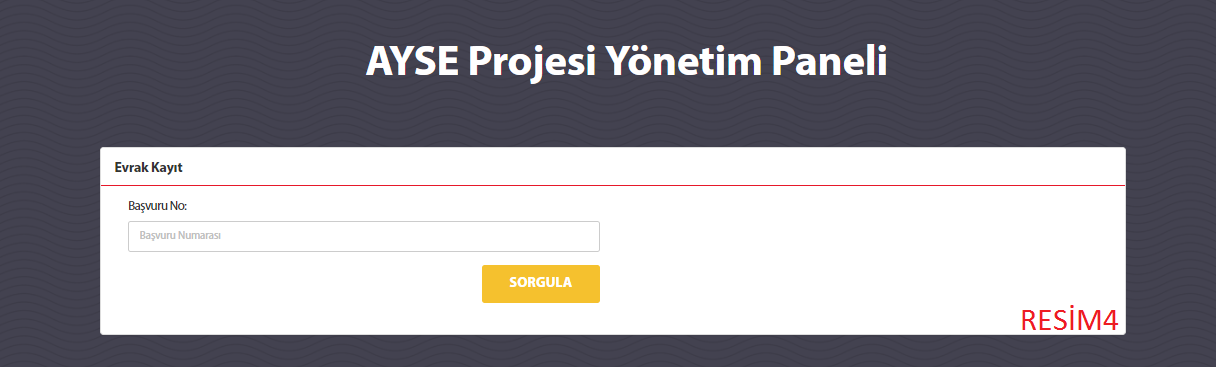 AYSE Projesi Yönetim Paneli
Evrak Kayıt
Başvuru No:
Başvuru Numarası
SORGULA
RESİM4